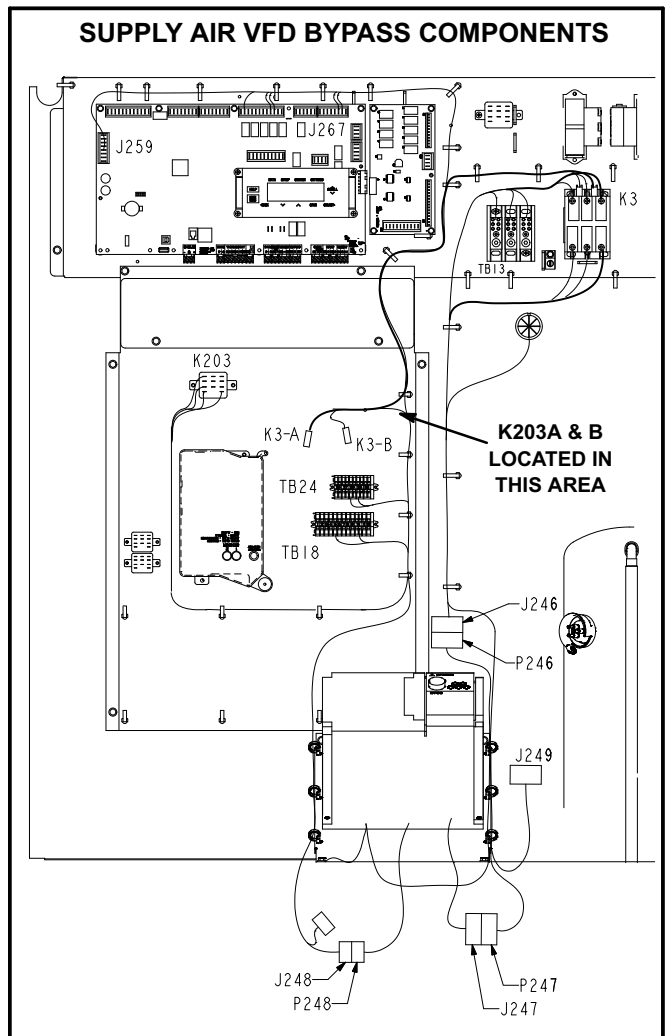 SUPPLY AIR VFD BYPASS COMPONENTS
J259
J267
K3
TB13
K203
K3-A
K3-B
K203A & B
LOCATED IN
THIS AREA
TB24
TB18
J246
P246
J249
J248
P248
P247
J247